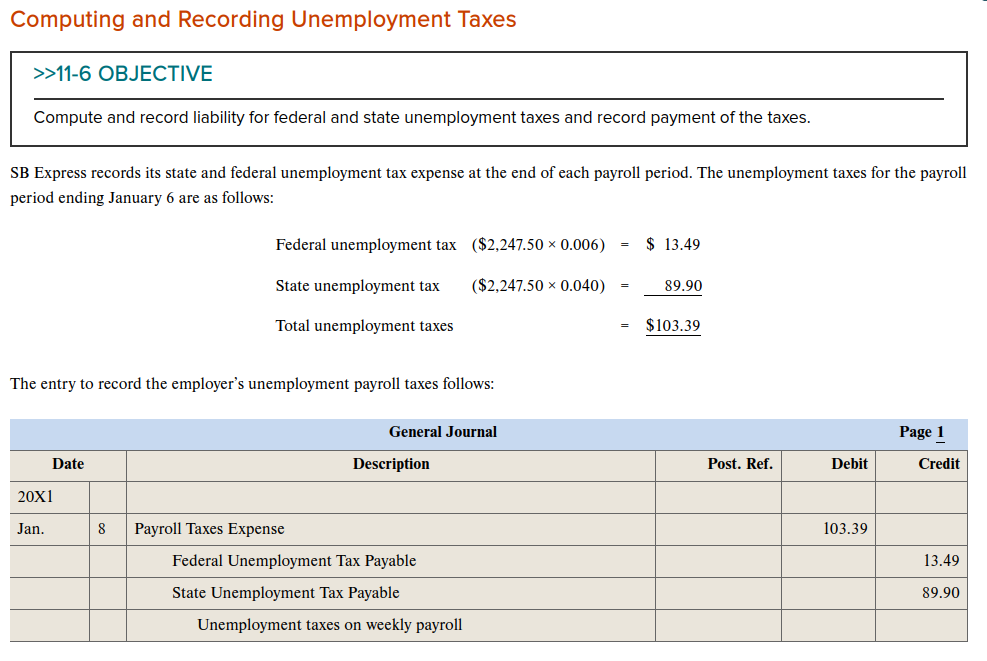 Computing and Recording Unemployment Taxes
>>11-6 OBJECTIVE
Compute and record liability for federal and state unemployment taxes and record payment of the taxes.
SB Express records its state and federal unemployment tax expense at the end of each payroll period. The unemployment taxes for the payroll
period ending January 6 are as follows:
Federal unemployment tax ($2,247.50 × 0.006) = $ 13.49
State unemployment tax ($2,247.50 × 0.040) = 89.90
Total unemployment taxes = $103.39
The entry to record the employer’s unemployment payroll taxes follows:
General Journal Page 1
Date Description Post. Ref. Debit Credit
20X1
Jan. 8 Payroll Taxes Expense 103.39
Federal Unemployment Tax Payable 13.49
State Unemployment Tax Payable 89.90
Unemployment taxes on weekly payroll